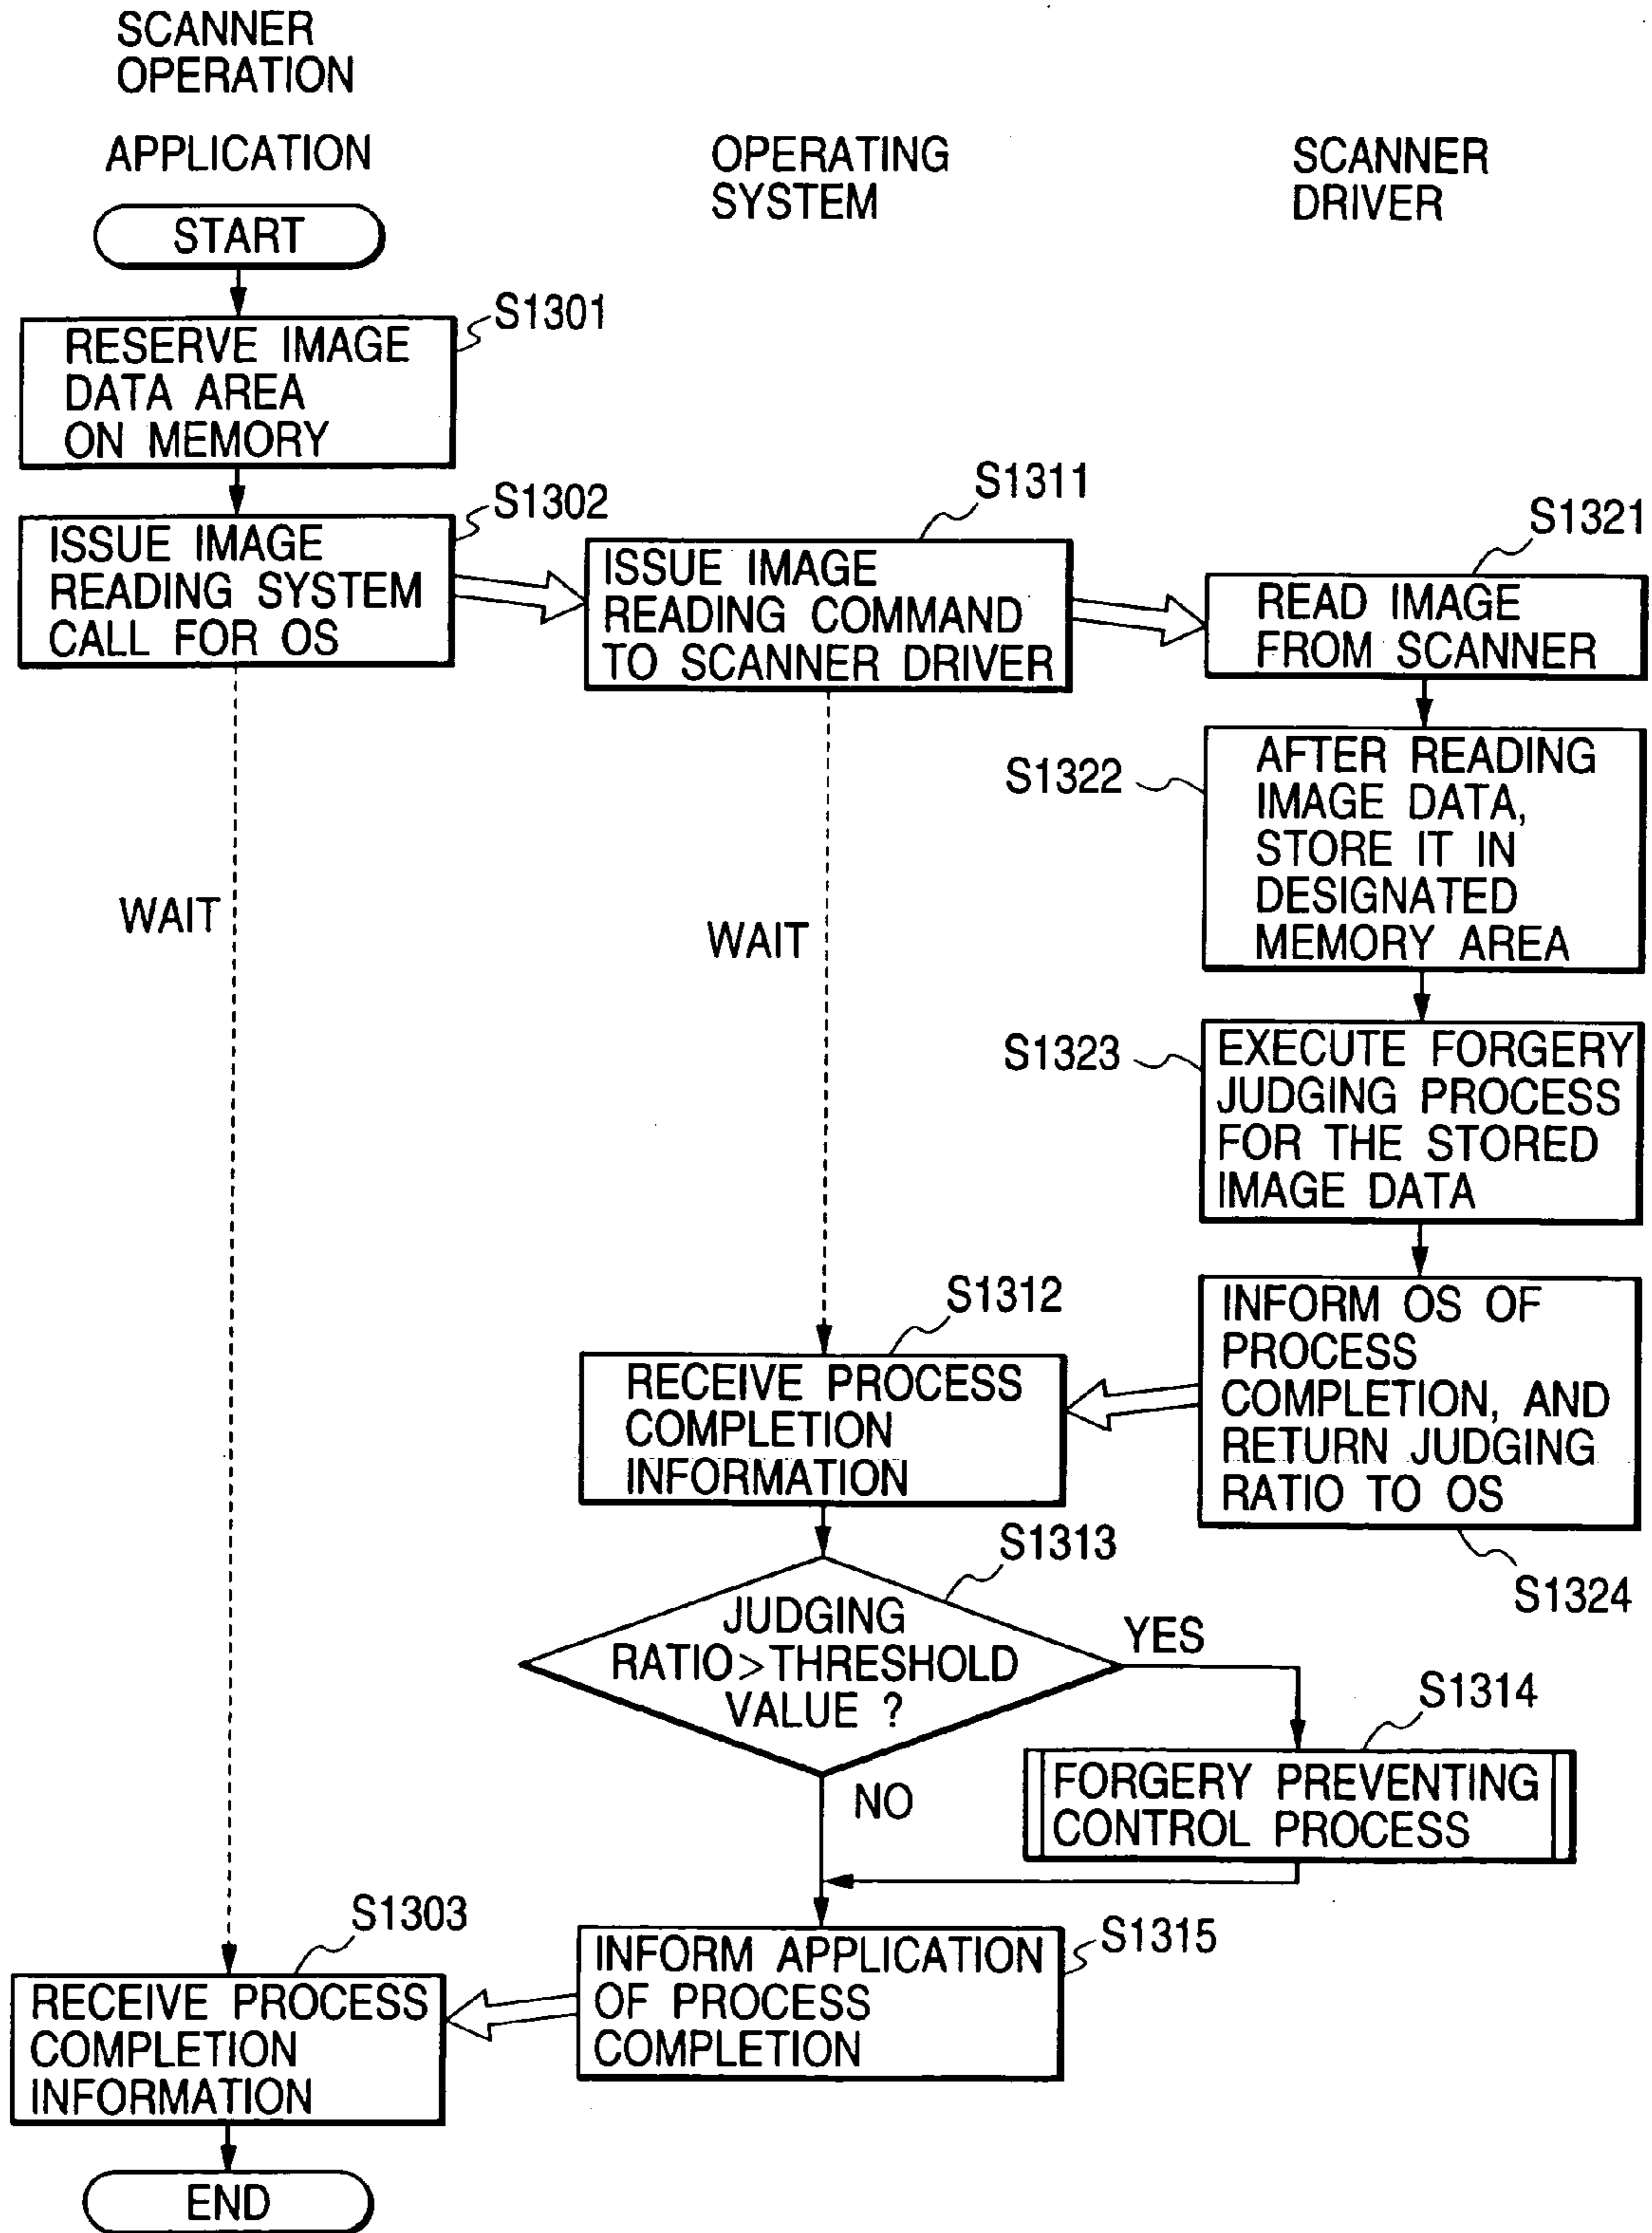 SCANNER
OPERATION
APPLICATION
OPERATING
SYSTEM
SCANNER
DRIVER
START
S1301
RESERVE IMAGE
DATA AREA
ON MEMORY
S1302
ISSUE IMAGE
READING SYSTEM
CALL FOR OS
S1311
ISSUE IMAGE
READING COMMAND
TO SCANNER DRIVER
S1321
READ IMAGE
FROM SCANNER
S1322
AFTER READING
IMAGE DATA,
STORE IT IN
DESIGNATED
MEMORY AREA
WAIT
WAIT
S1323
EXECUTE FORGERY
JUDGING PROCESS
FOR THE STORED
IMAGE DATA
S1324
INFORM OS OF
PROCESS
COMPLETION, AND
RETURN JUDGING
RATIO TO OS
S1312
RECEIVE PROCESS
COMPLETION
INFORMATION
S1313
JUDGING
RATIO>THRESHOLD
VALUE ?
YES
NO
S1314
FORGERY PREVENTING
CONTROL PROCESS
S1315
INFORM APPLICATION
OF PROCESS
COMPLETION
S1303
RECEIVE PROCESS
COMPLETION
INFORMATION
END